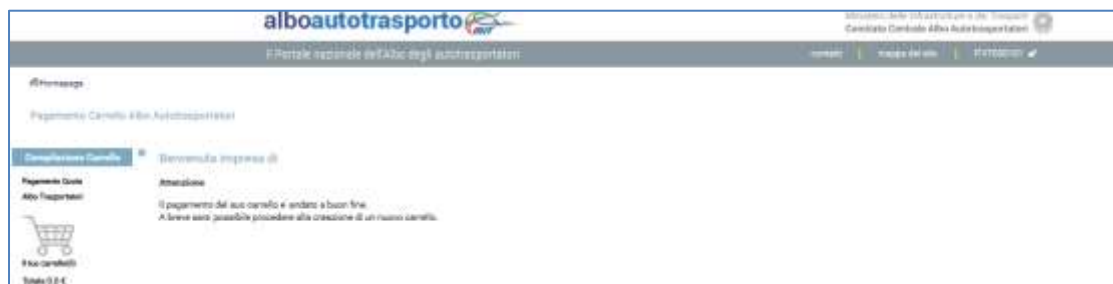 alboautotrasporto
Ministero delle Infrastrutture e dei Trasporti
Comitato Centrale Albo Autotrasportatori
Il Portale nazionale dell'Albo degli autotrasportatori
contatti
mappa del sito
Homepage
Pagamento Carrello Albo Autotrasportatori
Compilazione Carrello
Benvenuta Impresa di
Pagamento Quote
Albo Trasportatori
Attenzione
Il pagamento del suo carrello e' andato a buon fine.
A breve sarà possibile procedere alla creazione di un nuovo carrello.
Il tuo carrello(0)
Totale 0.0 €